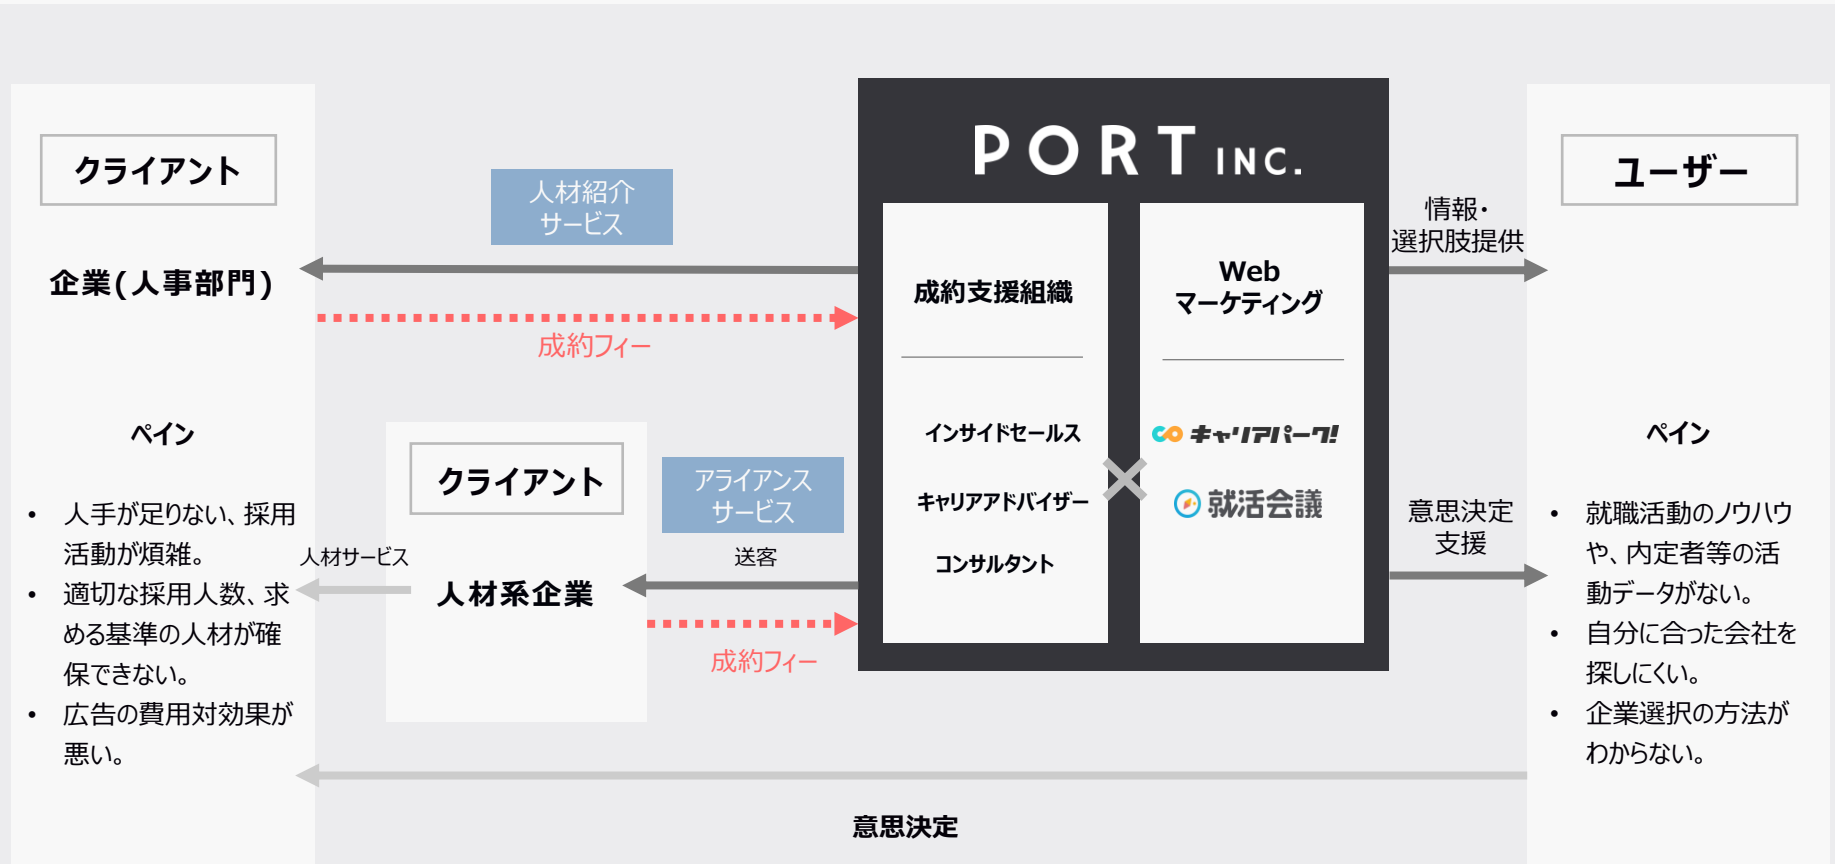 クライアント
企業(人事部門)
ペイン
• 人手が足りない、採用
活動が煩雑。
• 適切な採用人数、求
める基準の人材が確
保できない。
• 広告の費用対効果が
悪い。
人材紹介
サービス
成約フィー
クライアント
人材系企業
人材サービス
アライアンス
サービス
送客
成約フィー
PORT INC.
成約支援組織
インサイドセールス
キャリアアドバイザー
コンサルタント
Web
マーケティング
キャリアパーク!
就活会議
情報・
選択肢提供
意思決定
支援
ユーザー
ペイン
• 就職活動のノウハウ
や、内定者等の活
動データがない。
• 自分に合った会社を
探しにくい。
• 企業選択の方法が
わからない。
意思決定